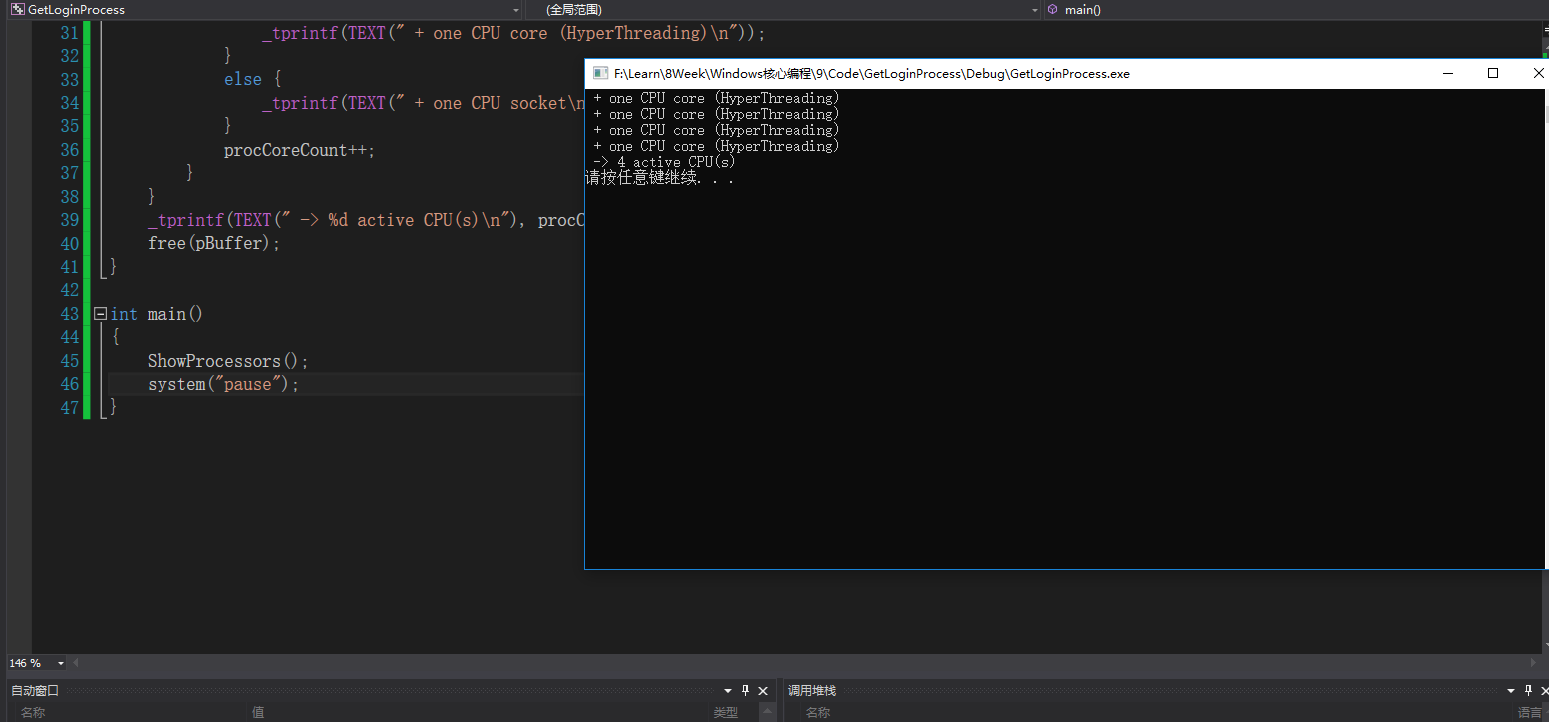 GetLoginProcess (全局范围) main()
31 _tprintf(TEXT(" + one CPU core (HyperThreading)\n"));
32 }
33 else {
34 _tprintf(TEXT(" + one CPU socket\n
35 }
36 procCoreCount++;
37 }
38 }
39 _tprintf(TEXT(" -> %d active CPU(s)\n"), procC
40 free(pBuffer);
41 }
42
43 int main()
44 {
45 ShowProcessors();
46 system("pause");
47 }
F:\Learn\8Week\Windows核心编程\9\Code\GetLoginProcess\Debug\GetLoginProcess.exe
+ one CPU core (HyperThreading)
+ one CPU core (HyperThreading)
+ one CPU core (HyperThreading)
+ one CPU core (HyperThreading)
-> 4 active CPU(s)
请按任意键继续. . .
146 %
自动窗口 调用堆栈
名称 值 类型 名称 语言